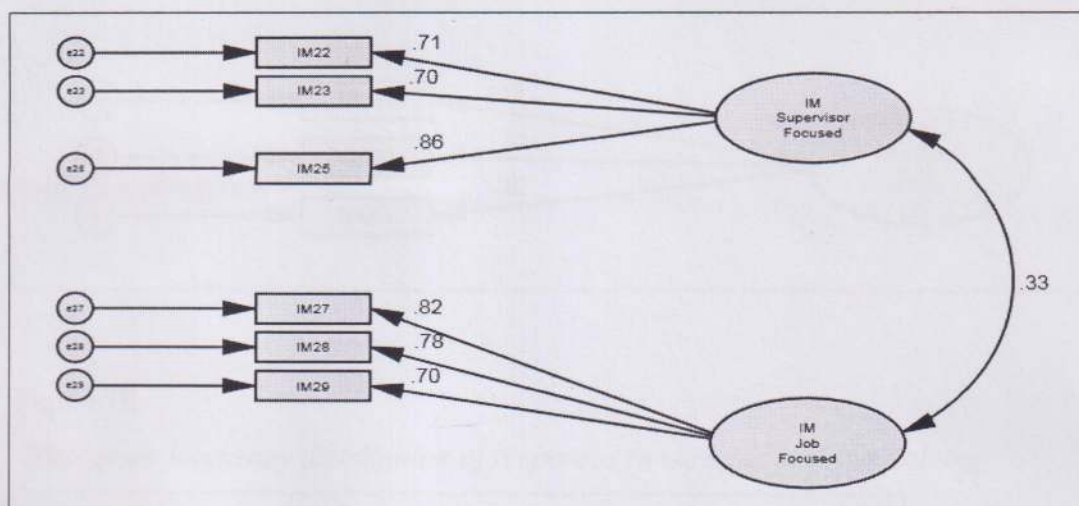 e22
IM22
.71
e23
IM23
.70
IM
Supervisor
Focused
IM25
.86
.33
e27
IM27
.82
e28
IM28
.78
IM29
.70
IM
Job
Focused